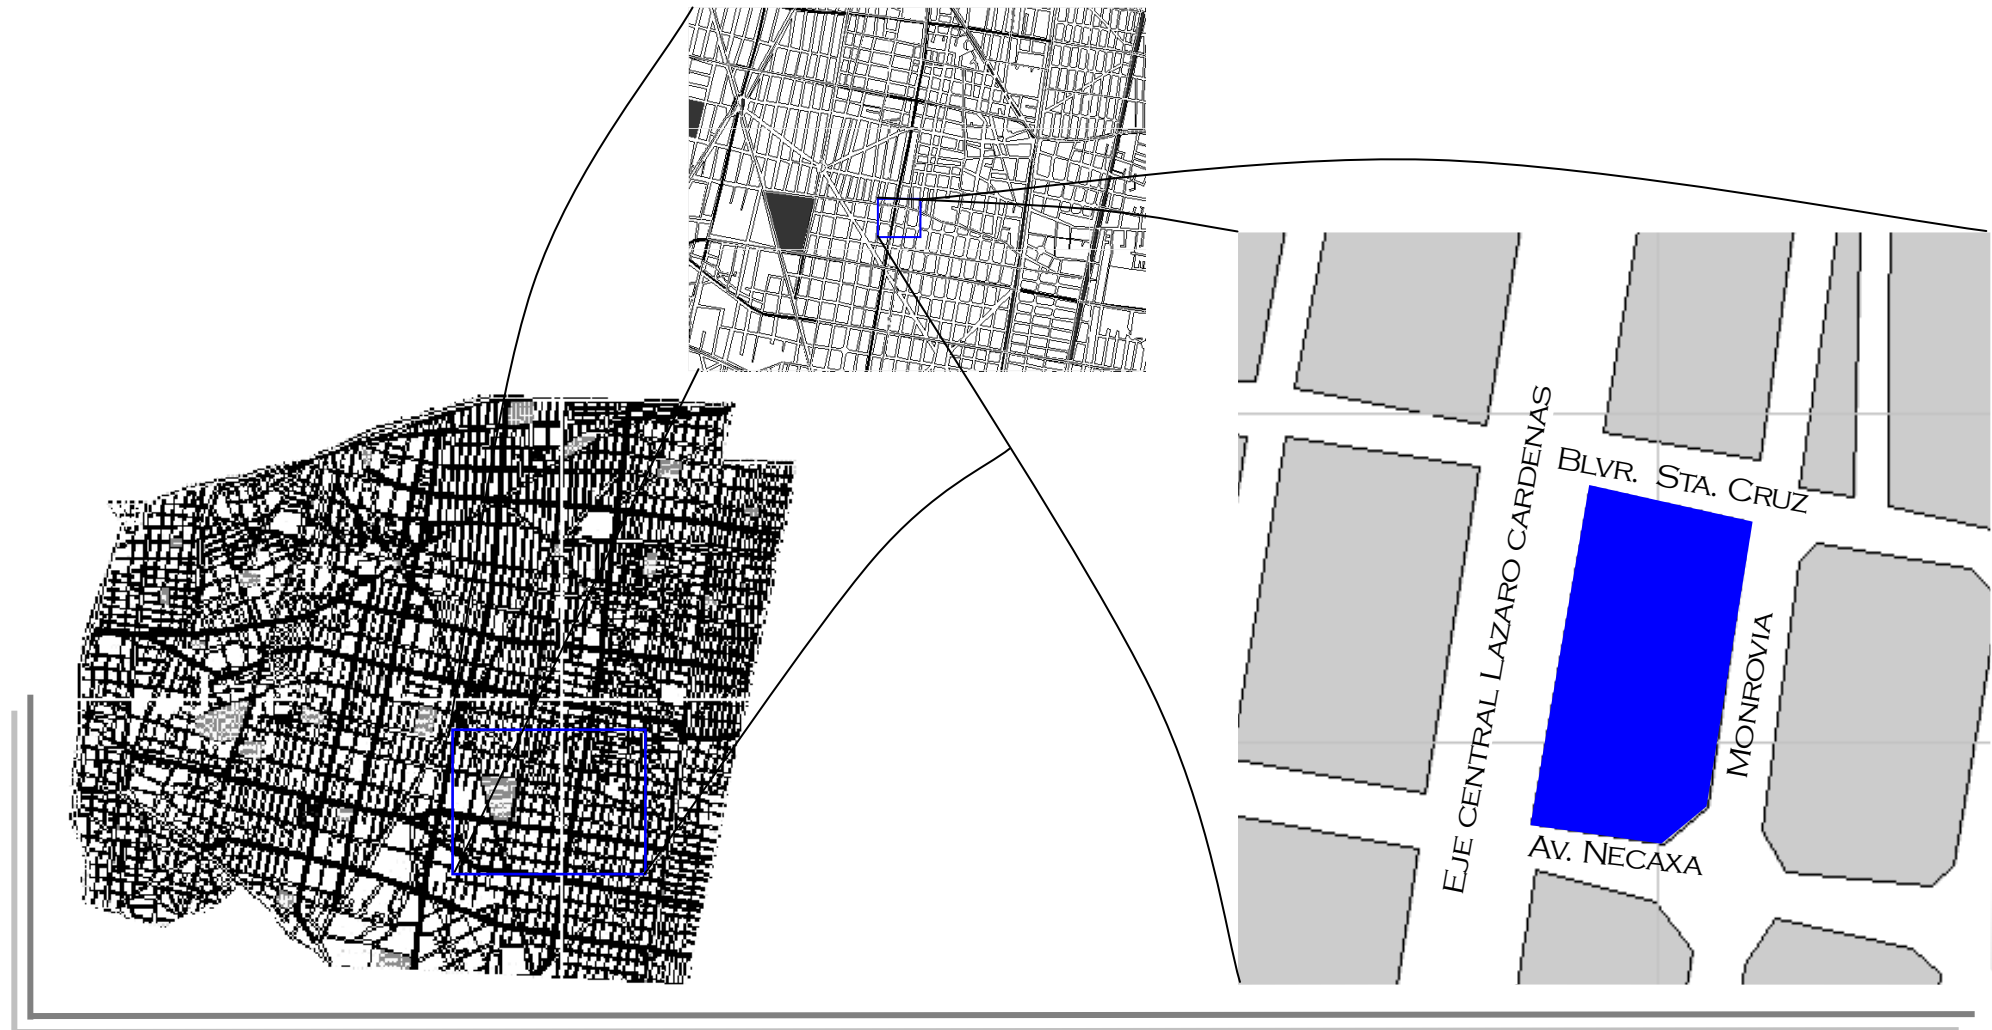 BLVR. STA. CRUZ
EJE CENTRAL LAZARO CARDENAS
MONROVIA
AV. NECAXA